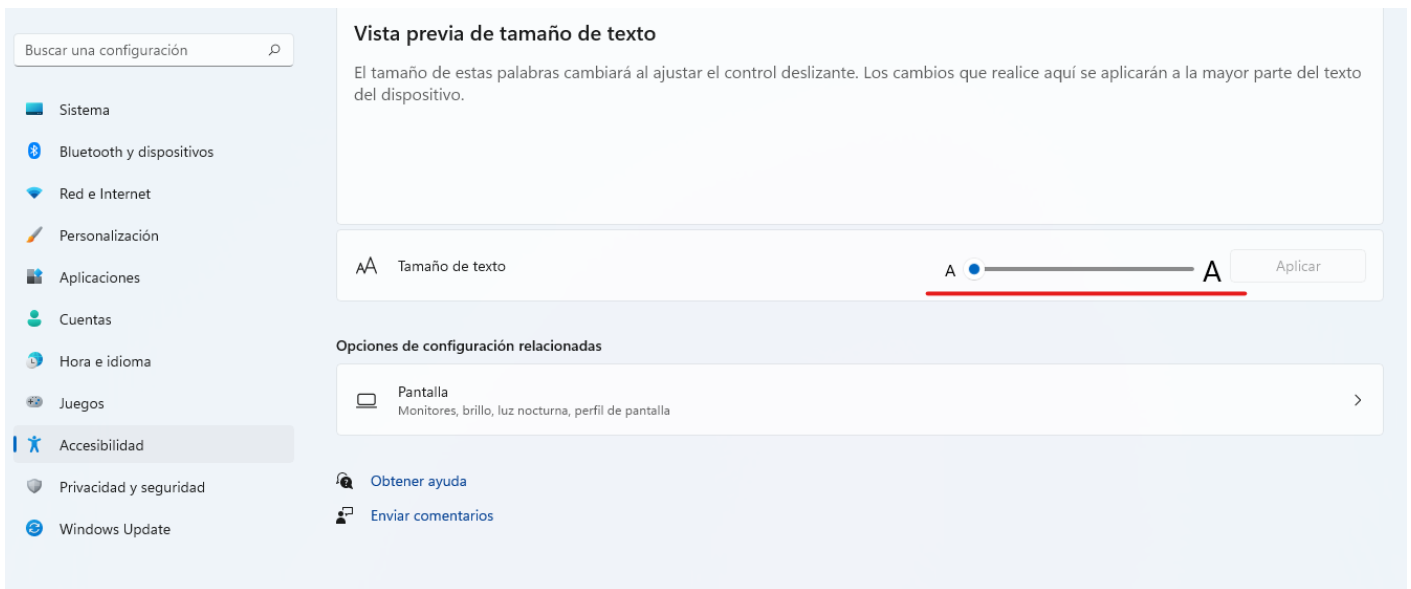 Buscar una configuración
Sistema
Bluetooth y dispositivos
Red e Internet
Personalización
Aplicaciones
Cuentas
Hora e idioma
Juegos
Accesibilidad
Privacidad y seguridad
Windows Update
Vista previa de tamaño de texto
El tamaño de estas palabras cambiará al ajustar el control deslizante. Los cambios que realice aquí se aplicarán a la mayor parte del texto
del dispositivo.
AA Tamaño de texto A A Aplicar
Opciones de configuración relacionadas
Pantalla
Monitores, brillo, luz nocturna, perfil de pantalla
Obtener ayuda
Enviar comentarios